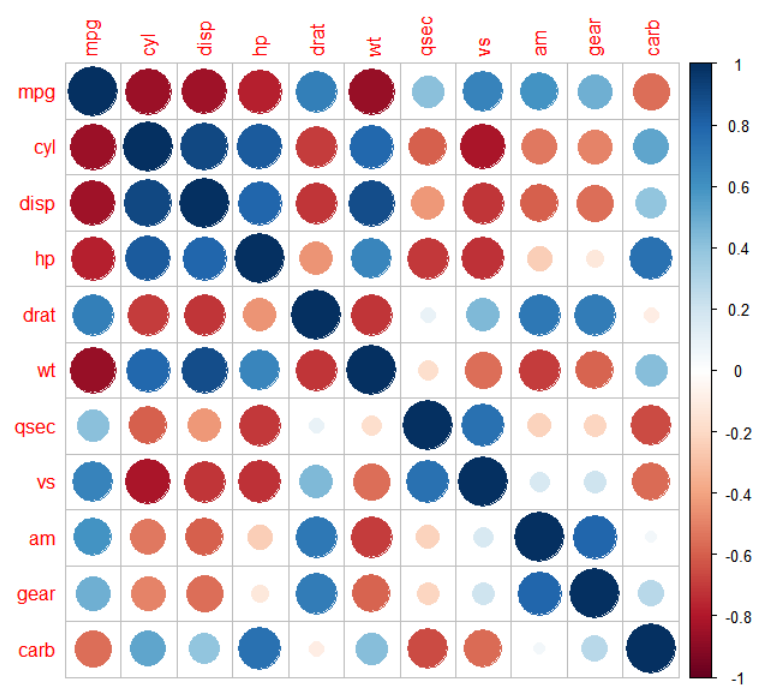 mpg cyl disp hp drat wt qsec vs am gear carb
mpg
cyl
disp
hp
drat
wt
qsec
vs
am
gear
carb
1
0.8
0.6
0.4
0.2
0
-0.2
-0.4
-0.6
-0.8
-1